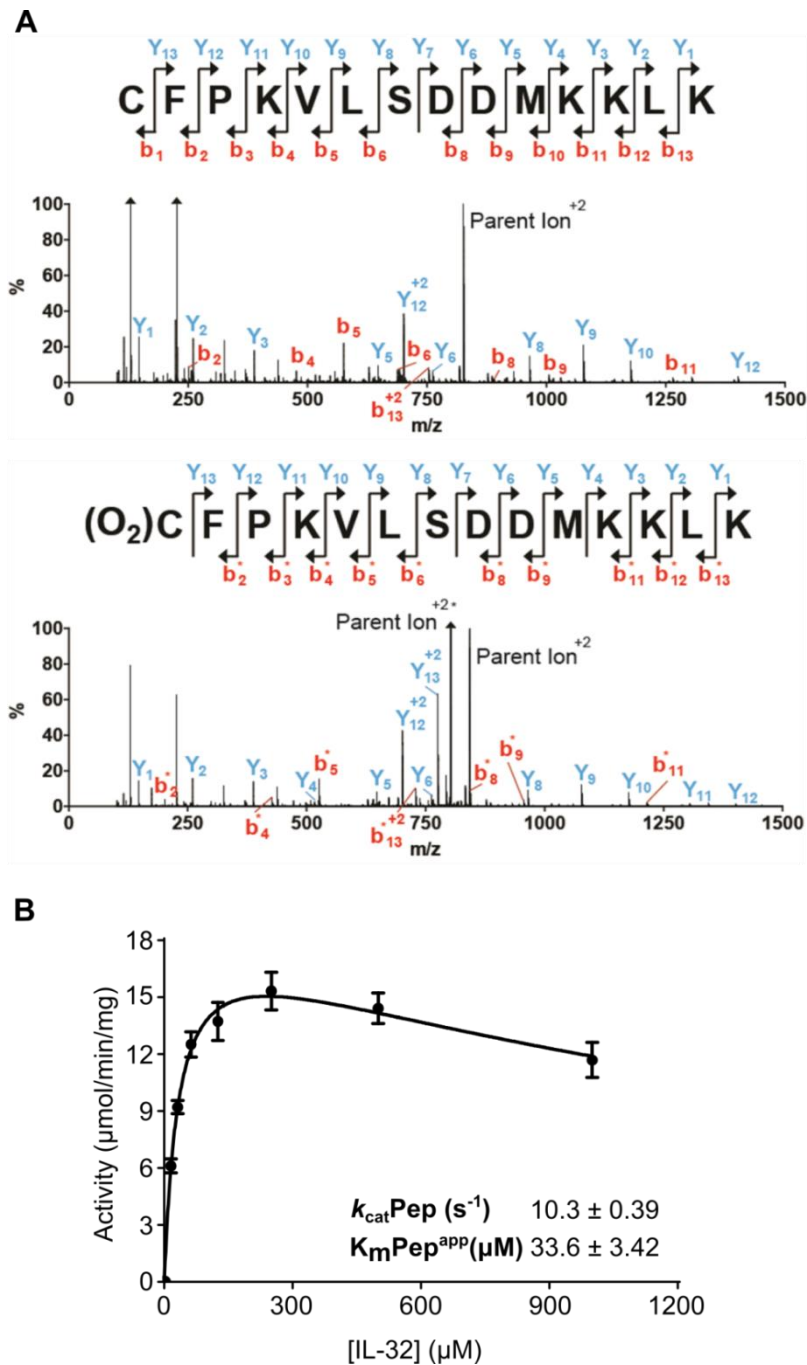 A
Y13 Y12 Y11 Y10 Y9 Y8 Y7 Y6 Y5 Y4 Y3 Y2 Y1
C F P K V L S D D M K K L K
b1 b2 b3 b4 b5 b6 b8 b9 b10 b11 b12 b13
100
80
60
40
20
0
%
Parent Ion+2
Y1 Y2 b2 Y3 b4 b5 Y5 Y12+2 b6 Y6 b13+2 b8 Y8 b9 Y9 Y10 b11 Y12
0 250 500 750 1000 1250 1500
m/z
Y13 Y12 Y11 Y10 Y9 Y8 Y7 Y6 Y5 Y4 Y3 Y2 Y1
(O2)C F P K V L S D D M K K L K
b*2 b*3 b*4 b*5 b*6 b*8 b*9 b*11 b*12 b*13
Parent Ion+2*
Parent Ion+2
100
80
60
40
20
0
%
Y1 b*2 Y2 Y3 b*4 Y4 b*5 Y5 Y12+2 Y13+2 b*13+2 Y6 b*8 b*9 Y8 Y9 Y10 b*11 Y11 Y12
0 250 500 750 1000 1250 1500
m/z
B
18
15
12
9
6
3
0
Activity (µmol/min/mg)
kcatPep (s-1) 10.3 ± 0.39
KmPepapp(µM) 33.6 ± 3.42
0 300 600 900 1200
[IL-32] (µM)